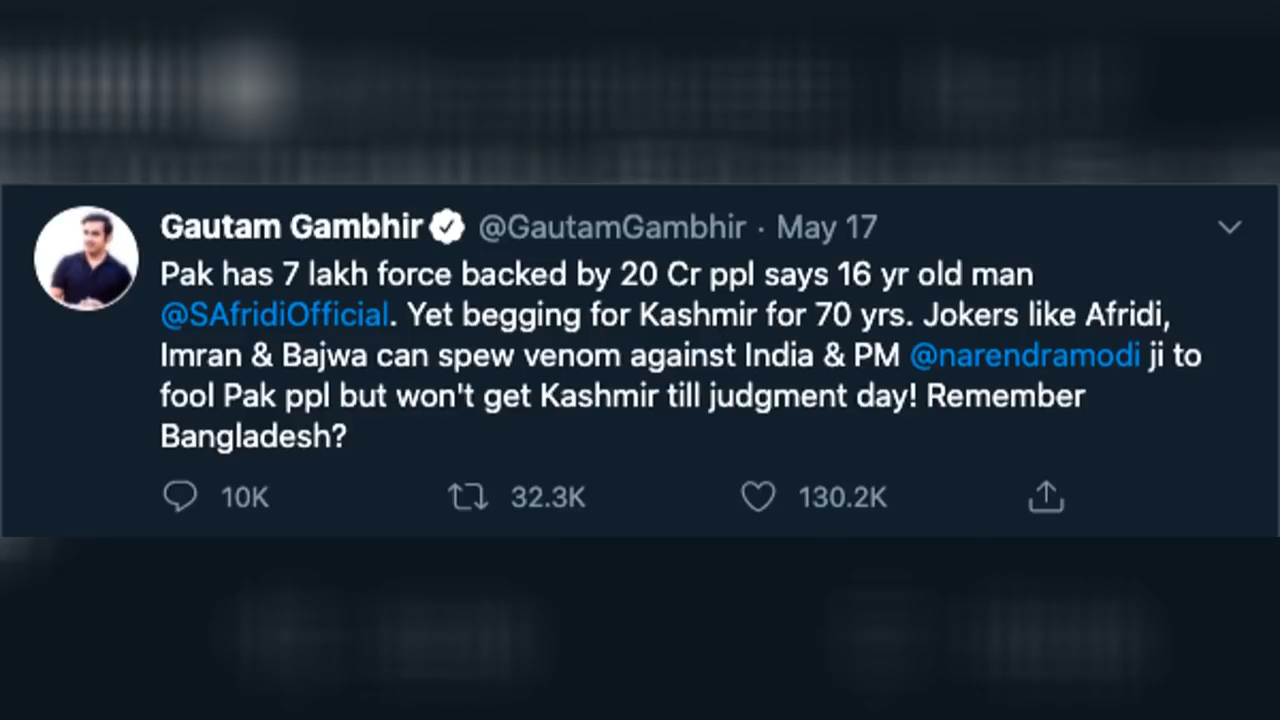 Gautam Gambhir @GautamGambhir · May 17
Pak has 7 lakh force backed by 20 Cr ppl says 16 yr old man
@SAfridiOfficial. Yet begging for Kashmir for 70 yrs. Jokers like Afridi,
Imran & Bajwa can spew venom against India & PM @narendramodi ji to
fool Pak ppl but won't get Kashmir till judgment day! Remember
Bangladesh?
10K 32.3K 130.2K